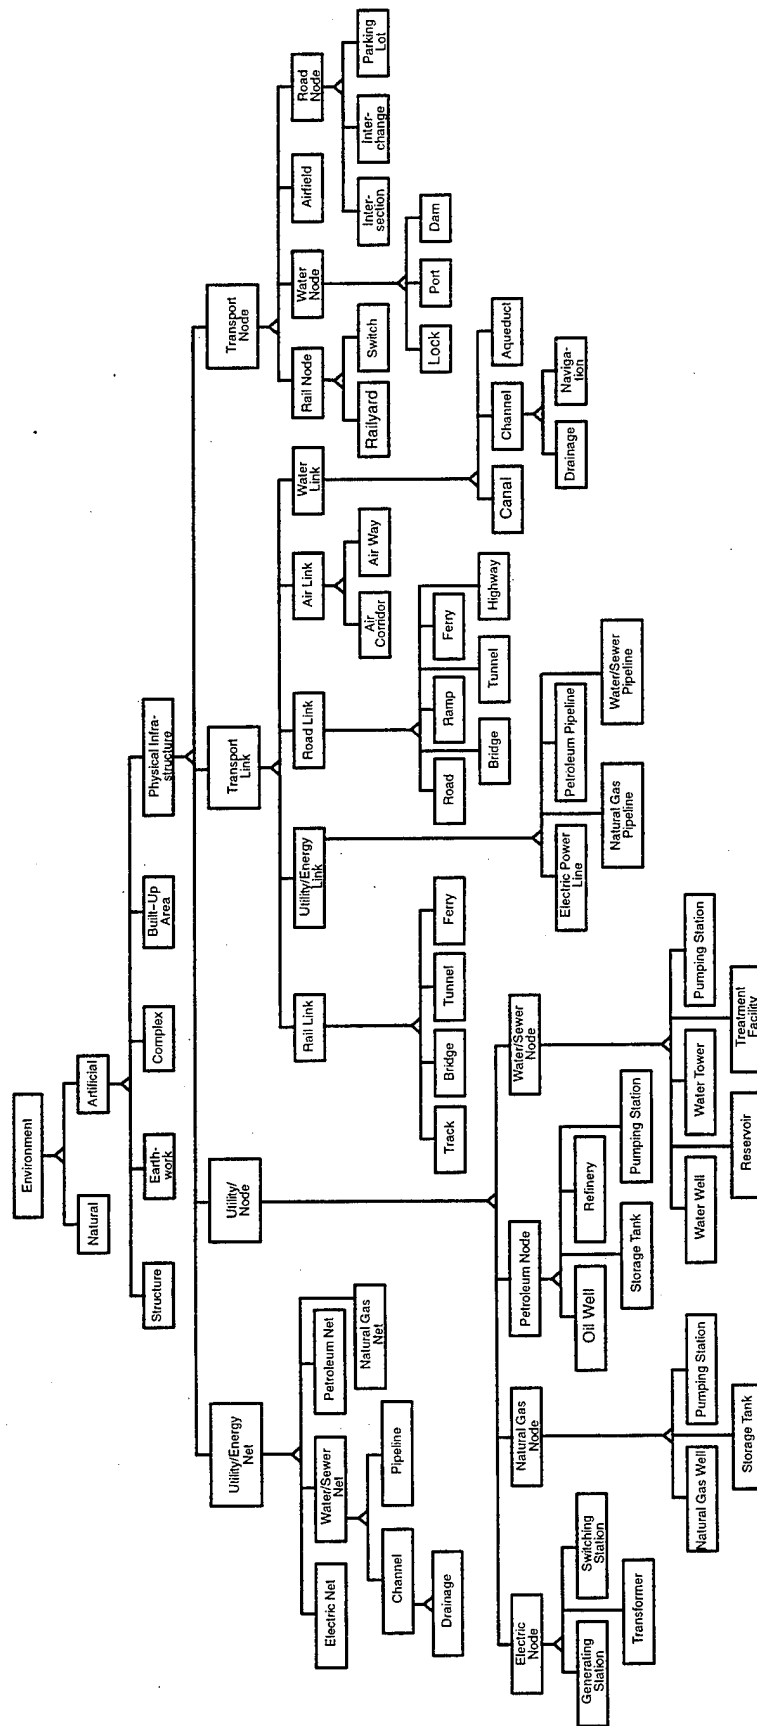 Environment
Natural
Artificial
Structure
Earth-
work
Complex
Built-Up
Area
Physical Infra-
structure
Utility/Energy
Net
Utility/
Node
Transport
Link
Transport
Node
Electric Net
Water/Sewer
Net
Petroleum Net
Natural Gas
Net
Channel
Pipeline
Drainage
Rail Link
Utility/Energy
Link
Road Link
Air Link
Water
Link
Rail Node
Water
Node
Airfield
Road
Node
Track
Bridge
Tunnel
Ferry
Road
Bridge
Ramp
Tunnel
Ferry
Highway
Air
Corridor
Air Way
Railyard
Switch
Inter-
section
Inter-
change
Parking
Lot
Lock
Port
Dam
Canal
Channel
Aqueduct
Drainage
Naviga-
tion
Electric Power
Line
Natural Gas
Pipeline
Petroleum Pipeline
Water/Sewer
Pipeline
Electric
Node
Natural Gas
Node
Petroleum Node
Water/Sewer
Node
Generating
Station
Transformer
Switching
Station
Natural Gas Well
Storage Tank
Pumping Station
Oil Well
Storage Tank
Refinery
Pumping Station
Water Well
Reservoir
Water Tower
Treatment
Facility
Pumping Station